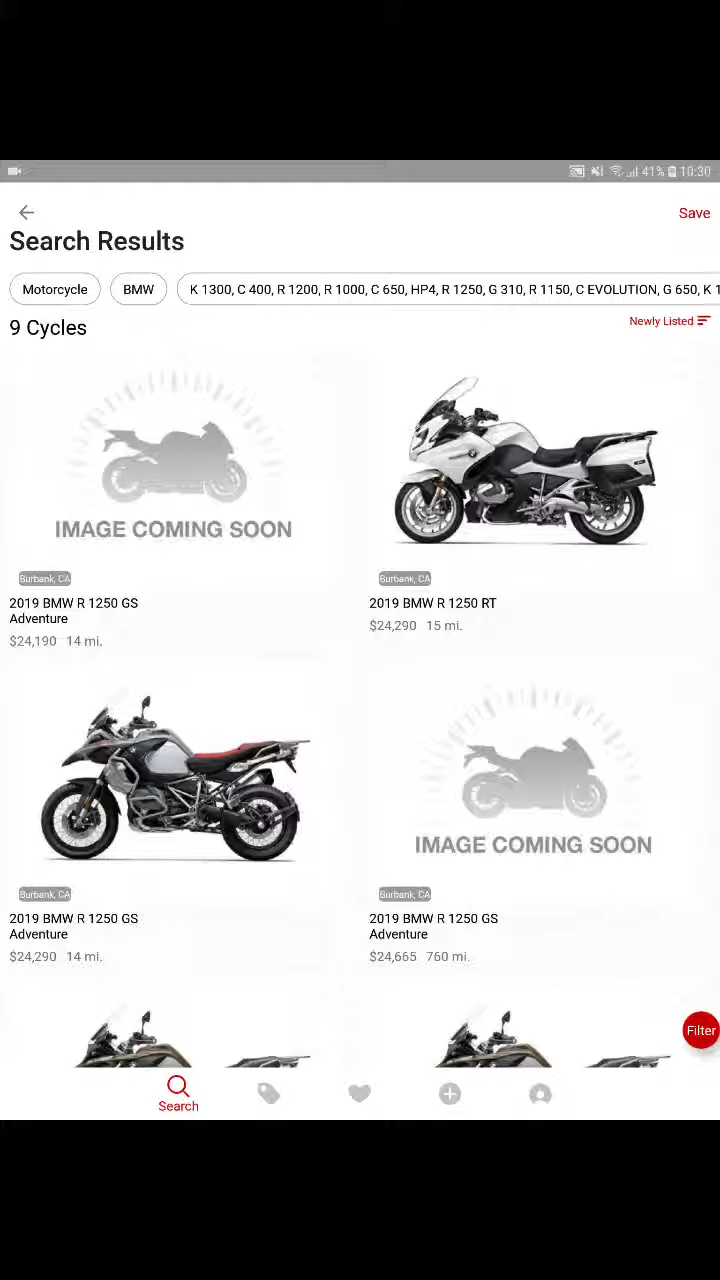 41% 10:30
Save
Search Results
Motorcycle BMW K 1300, C 400, R 1200, R 1000, C 650, HP4, R 1250, G 310, R 1150, C EVOLUTION, G 650, K 1
9 Cycles
Newly Listed
IMAGE COMING SOON
Burbank, CA
2019 BMW R 1250 GS
Adventure
$24,190 14 mi.
Burbank, CA
2019 BMW R 1250 RT
$24,290 15 mi.
Burbank, CA
2019 BMW R 1250 GS
Adventure
$24,290 14 mi.
IMAGE COMING SOON
Burbank, CA
2019 BMW R 1250 GS
Adventure
$24,665 760 mi.
Filter
Search